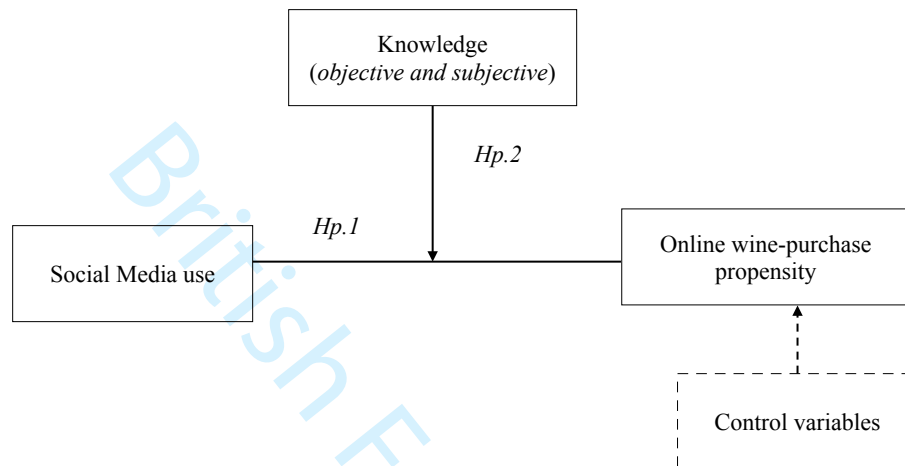 Knowledge
(objective and subjective)
Hp.2
Hp.1
Social Media use
Online wine-purchase
propensity
Control variables
British F